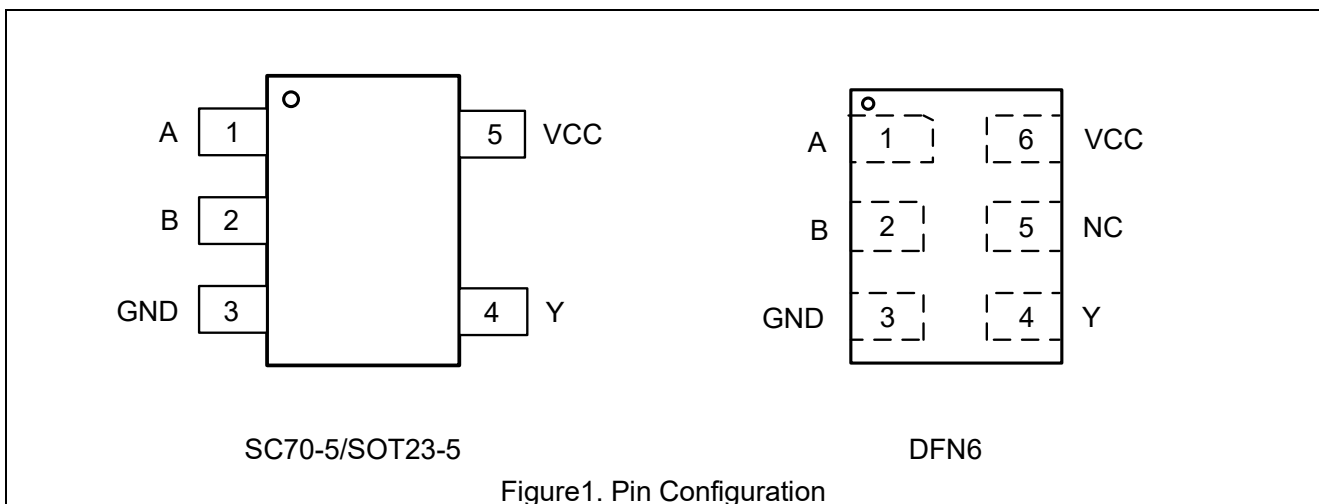 A 1 5 VCC
B 2
GND 3 4 Y
SC70-5/SOT23-5
A 1 6 VCC
B 2 5 NC
GND 3 4 Y
DFN6
Figure1. Pin Configuration